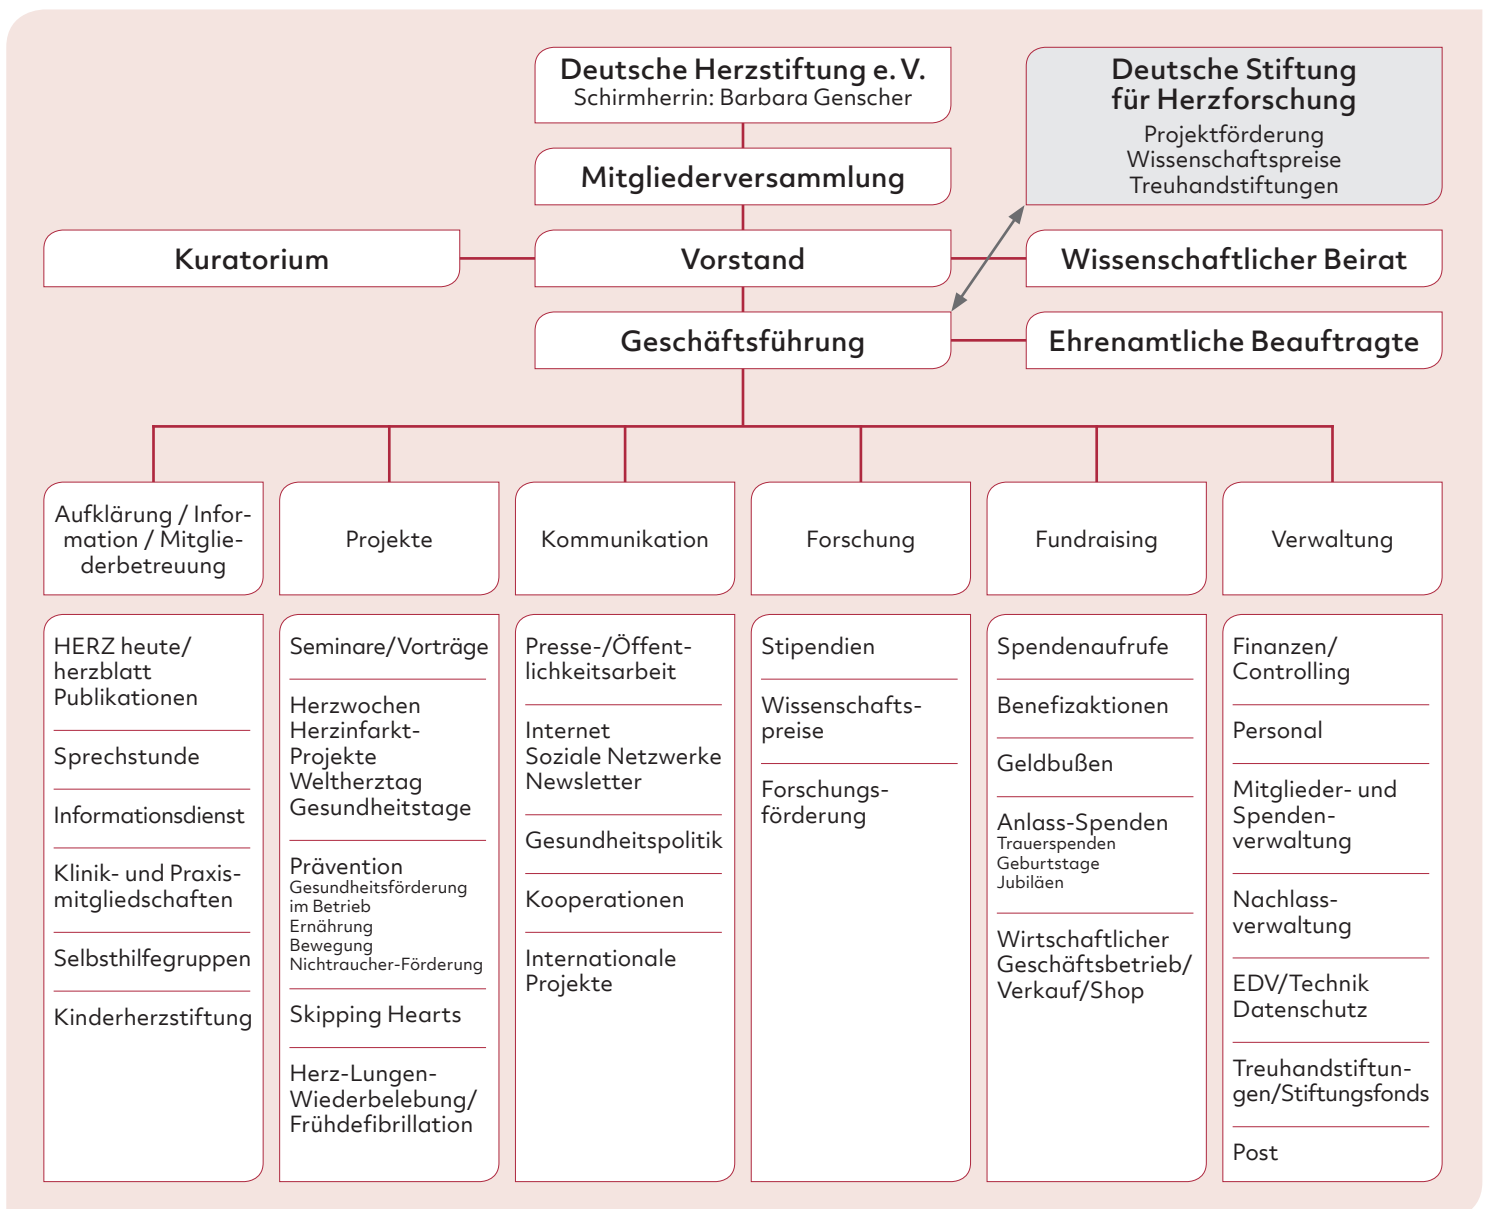 Deutsche Herzstiftung e. V.
Schirmherrin: Barbara Genscher
Deutsche Stiftung
für Herzforschung
Projektförderung
Wissenschaftspreise
Treuhandstiftungen
Mitgliederversammlung
Kuratorium
Vorstand
Wissenschaftlicher Beirat
Geschäftsführung
Ehrenamtliche Beauftragte
Aufklärung / Infor-
mation / Mitglie-
derbetreuung
Projekte
Kommunikation
Forschung
Fundraising
Verwaltung
HERZ heute/
herzblatt
Publikationen
Sprechstunde
Informationsdienst
Klinik- und Praxis-
mitgliedschaften
Selbsthilfegruppen
Kinderherzstiftung
Seminare/Vorträge
Herzwochen
Herzinfarkt-
Projekte
Weltherztag
Gesundheitstage
Prävention
Gesundheitsförderung
im Betrieb
Ernährung
Bewegung
Nichtraucher-Förderung
Skipping Hearts
Herz-Lungen-
Wiederbelebung/
Frühdefibrillation
Presse-/Öffent-
lichkeitsarbeit
Internet
Soziale Netzwerke
Newsletter
Gesundheitspolitik
Kooperationen
Internationale
Projekte
Stipendien
Wissenschafts-
preise
Forschungs-
förderung
Spendenaufrufe
Benefizaktionen
Geldbußen
Anlass-Spenden
Trauerspenden
Geburtstage
Jubiläen
Wirtschaftlicher
Geschäftsbetrieb/
Verkauf/Shop
Finanzen/
Controlling
Personal
Mitglieder- und
Spenden-
verwaltung
Nachlass-
verwaltung
EDV/Technik
Datenschutz
Treuhandstiftun-
gen/Stiftungsfonds
Post